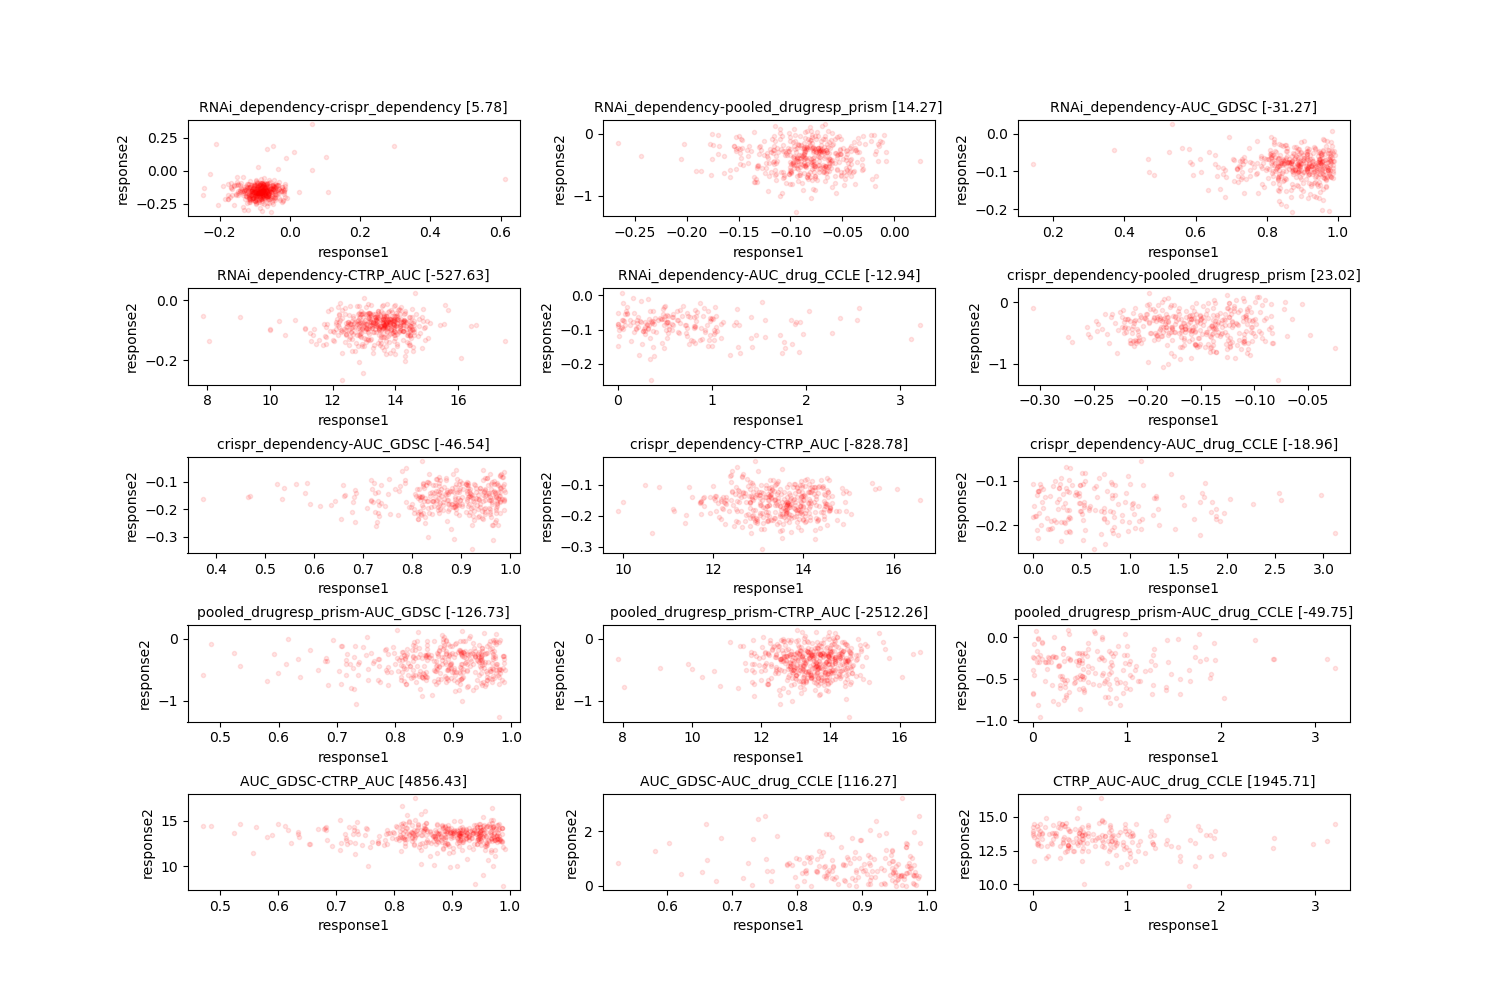 RNAi_dependency-crispr_dependency [5.78]
RNAi_dependency-pooled_drugresp_prism [14.27]
RNAi_dependency-AUC_GDSC [-31.27]
response2
0.25
0.00
−0.25
−0.2
0.0
0.2
0.4
0.6
response1
response2
0
−1
−0.25
−0.20
−0.15
−0.10
−0.05
0.00
response1
response2
0.0
−0.1
−0.2
0.2
0.4
0.6
0.8
1.0
response1
RNAi_dependency-CTRP_AUC [-527.63]
RNAi_dependency-AUC_drug_CCLE [-12.94]
crispr_dependency-pooled_drugresp_prism [23.02]
response2
0.0
−0.2
8
10
12
14
16
response1
response2
0.0
−0.1
−0.2
0
1
2
3
response1
response2
0
−1
−0.30
−0.25
−0.20
−0.15
−0.10
−0.05
response1
crispr_dependency-AUC_GDSC [-46.54]
crispr_dependency-CTRP_AUC [-828.78]
crispr_dependency-AUC_drug_CCLE [-18.96]
response2
−0.1
−0.2
−0.3
0.4
0.5
0.6
0.7
0.8
0.9
1.0
response1
response2
−0.1
−0.2
−0.3
10
12
14
16
response1
response2
−0.1
−0.2
0.0
0.5
1.0
1.5
2.0
2.5
3.0
response1
pooled_drugresp_prism-AUC_GDSC [-126.73]
pooled_drugresp_prism-CTRP_AUC [-2512.26]
pooled_drugresp_prism-AUC_drug_CCLE [-49.75]
response2
0
−1
0.5
0.6
0.7
0.8
0.9
1.0
response1
response2
0
−1
8
10
12
14
16
response1
response2
0.0
−0.5
−1.0
0
1
2
3
response1
AUC_GDSC-CTRP_AUC [4856.43]
AUC_GDSC-AUC_drug_CCLE [116.27]
CTRP_AUC-AUC_drug_CCLE [1945.71]
response2
15
10
0.5
0.6
0.7
0.8
0.9
1.0
response1
response2
2
0
0.6
0.7
0.8
0.9
1.0
response1
response2
15.0
12.5
10.0
0
1
2
3
response1